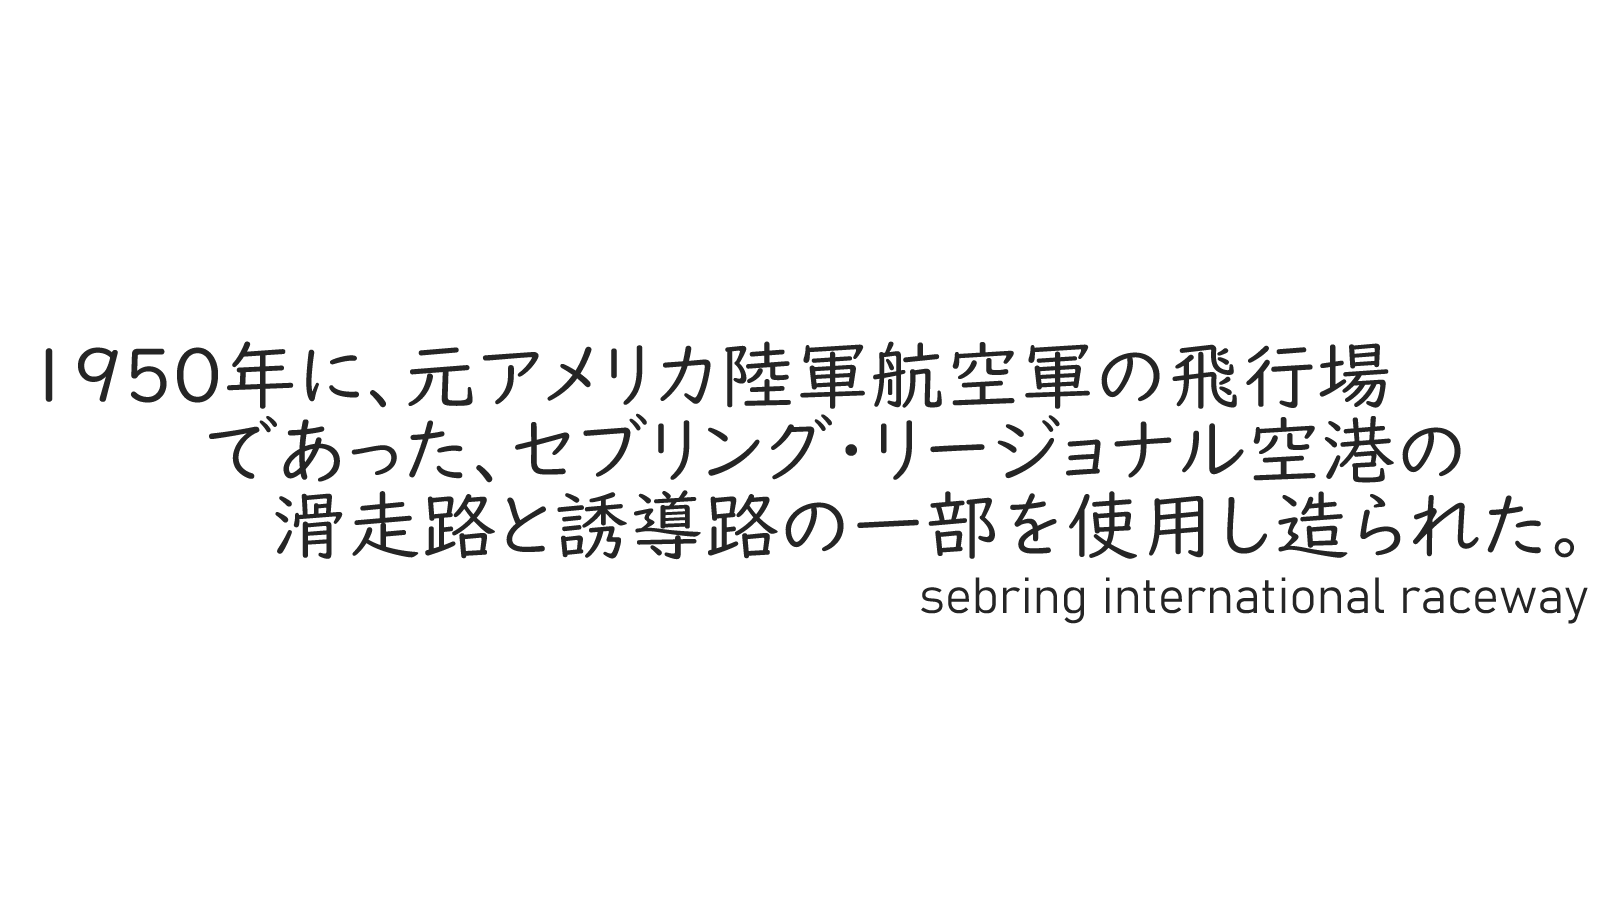 1950年に、元アメリカ陸軍航空軍の飛行場
であった、セブリング・リージョナル空港の
滑走路と誘導路の一部を使用し造られた。
sebring international raceway